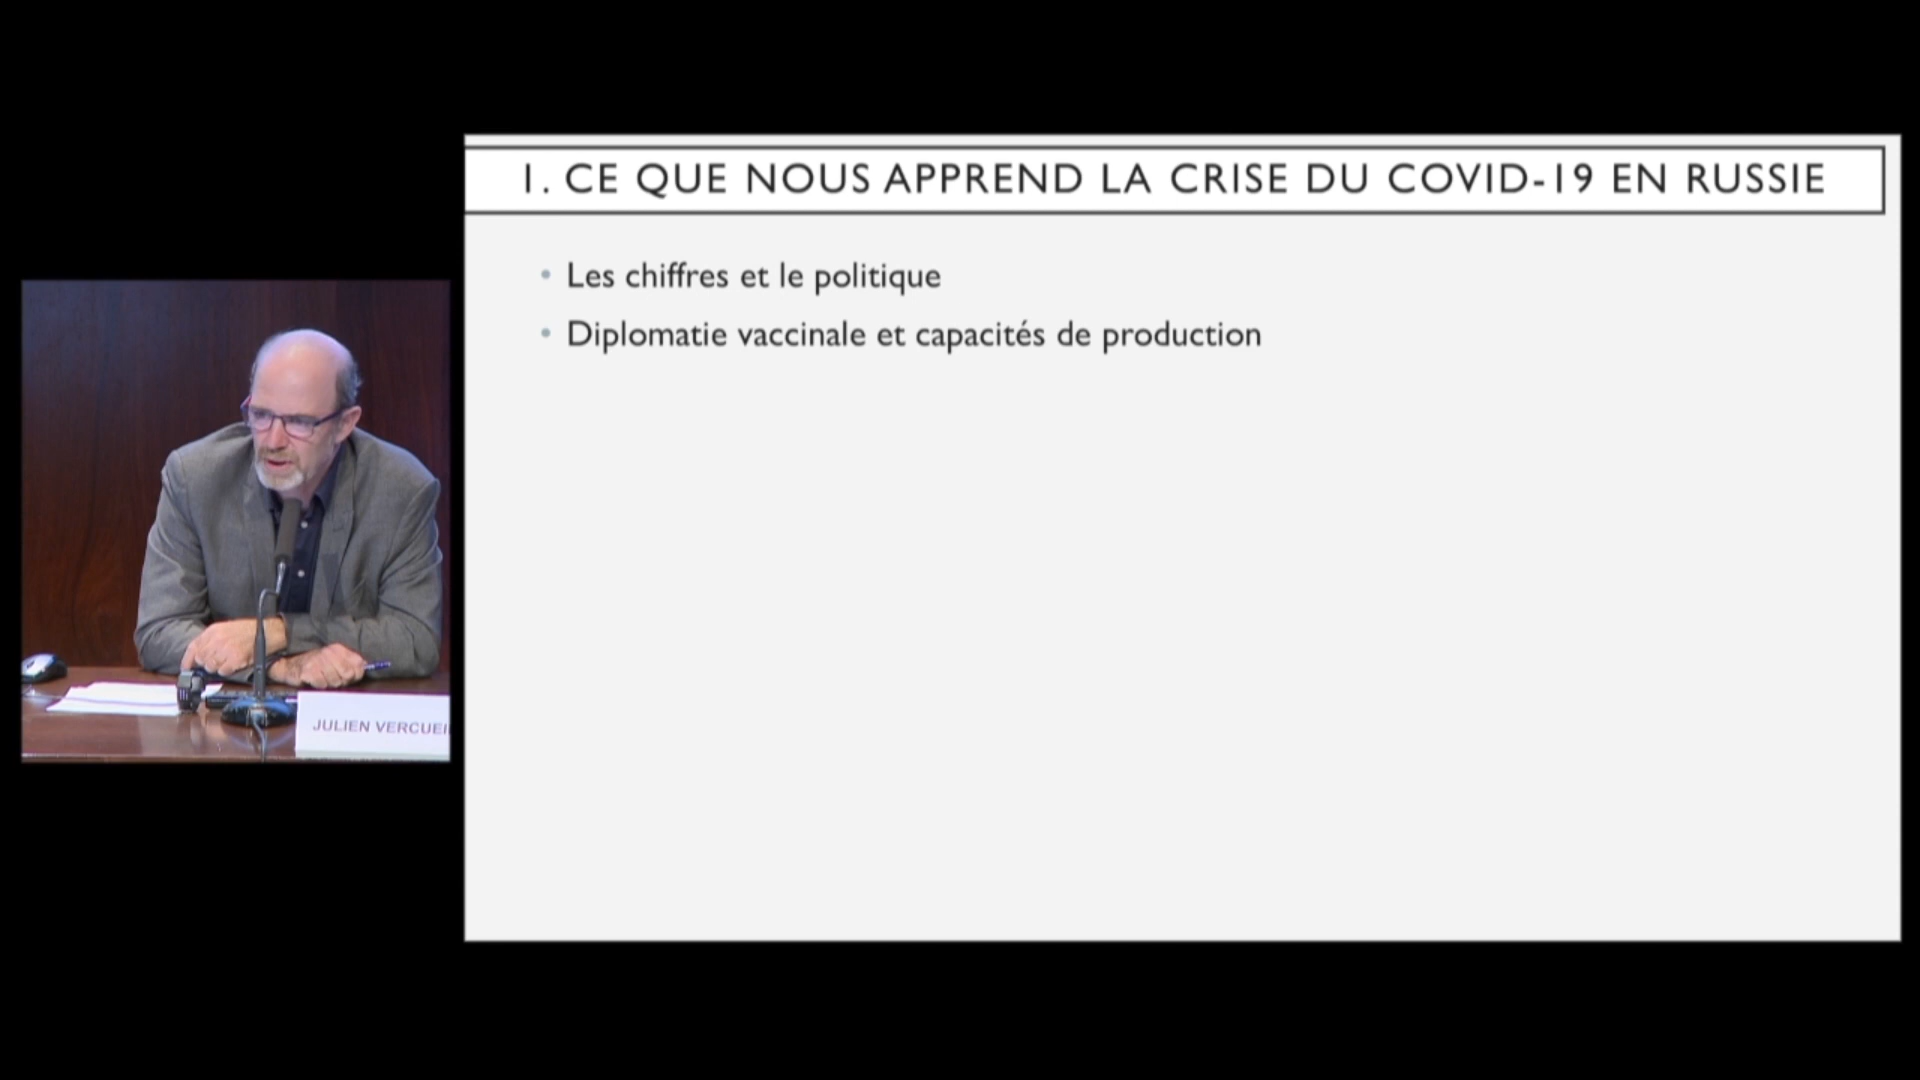 1. CE QUE NOUS APPREND LA CRISE DU COVID-19 EN RUSSIE
• Les chiffres et le politique
• Diplomatie vaccinale et capacités de production
JULIEN VERCUEI